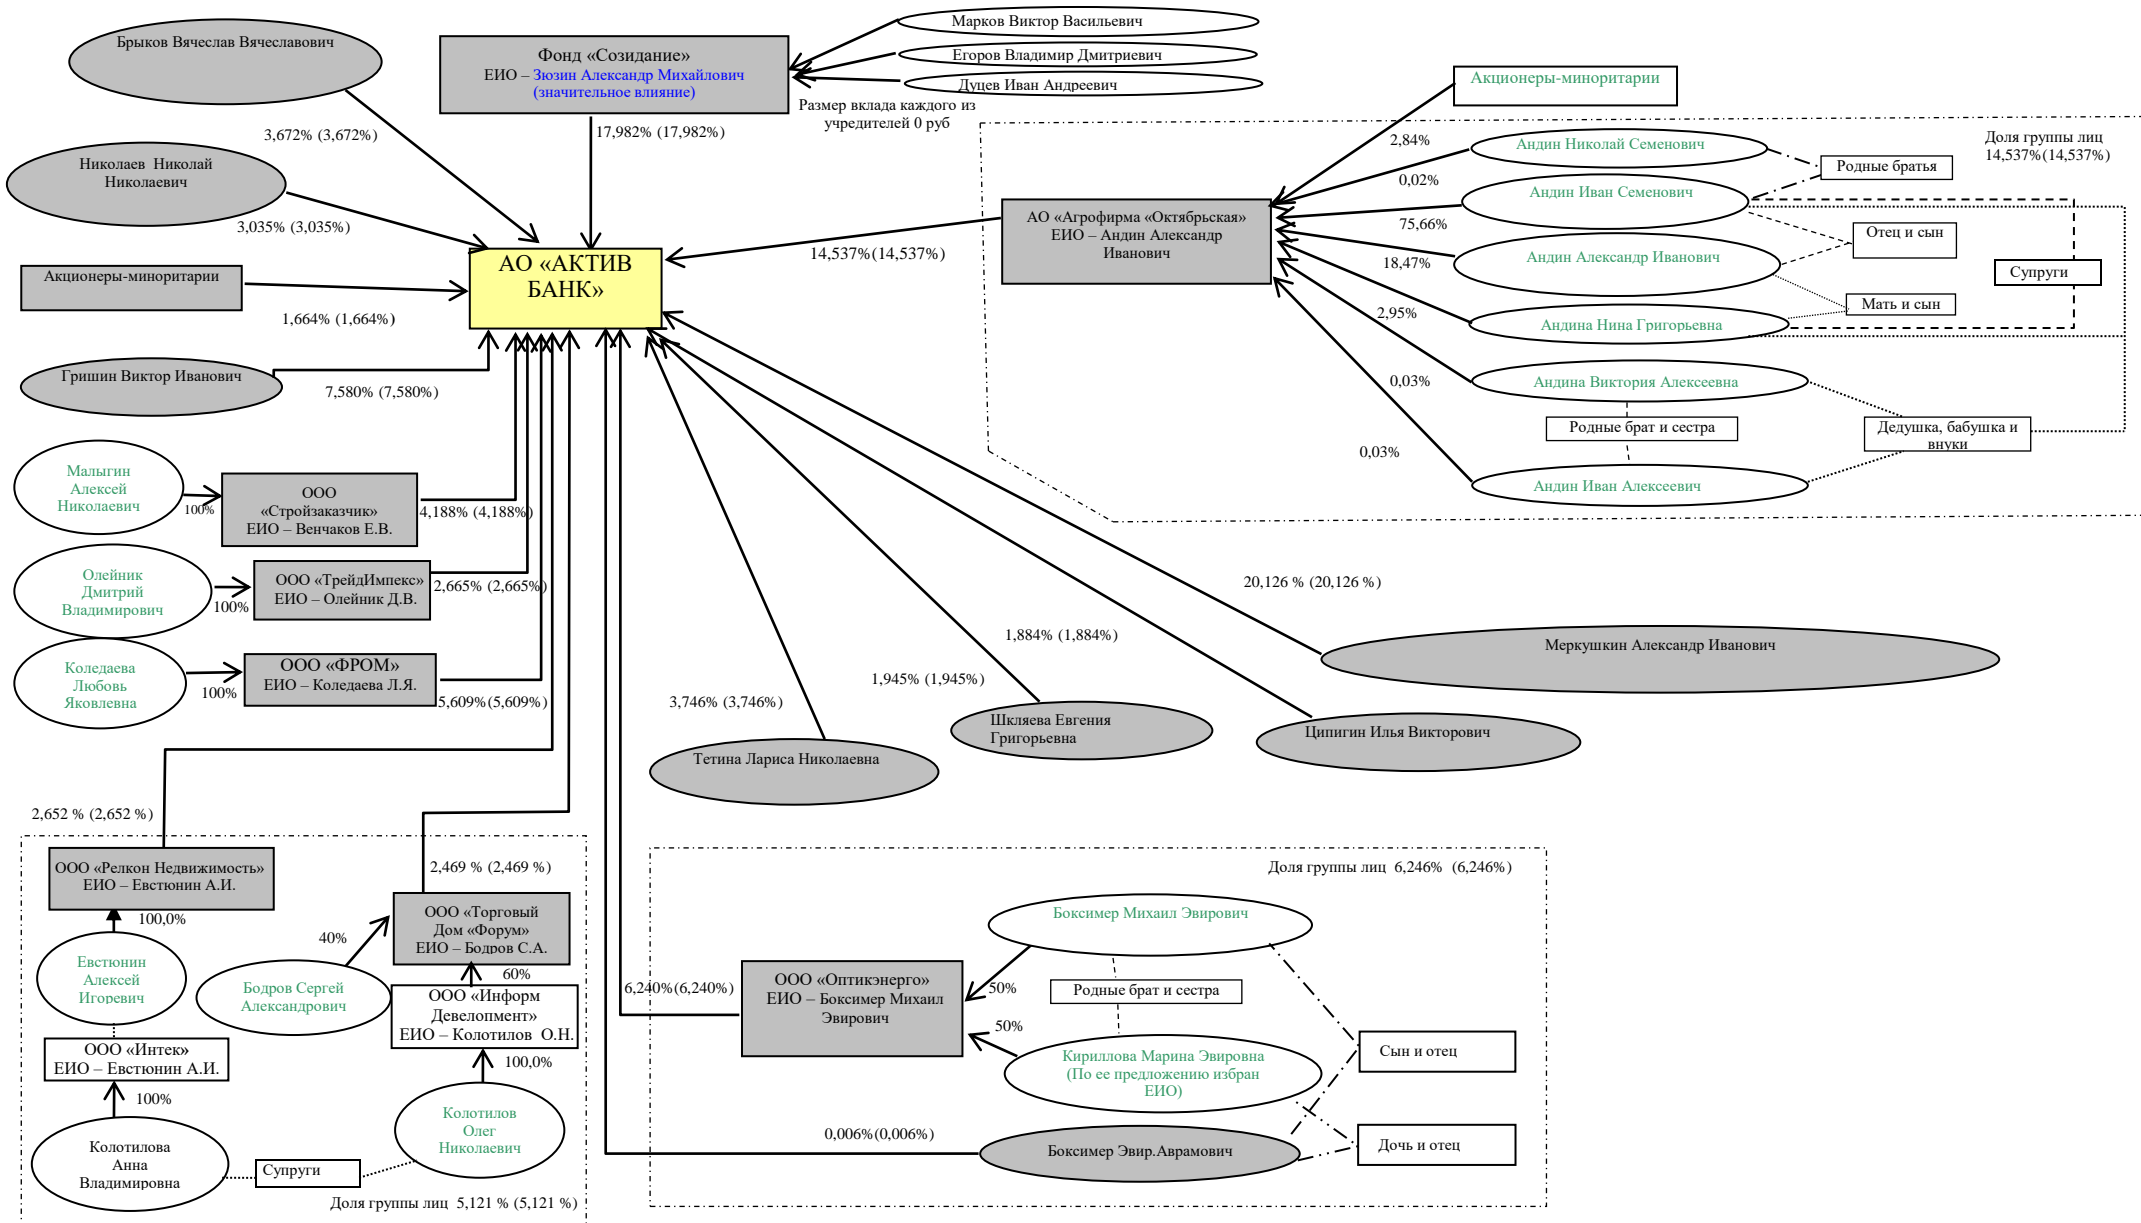 Брыков Вячеслав Вячеславович
3,672% (3,672%)
Николаев Николай
Николаевич
3,035% (3,035%)
Акционеры-миноритарии
1,664% (1,664%)
Гришин Виктор Иванович
7,580% (7,580%)
Фонд «Созидание»
ЕИО – Зюзин Александр Михайлович
(значительное влияние)
17,982% (17,982%)
Марков Виктор Васильевич
Егоров Владимир Дмитриевич
Дуцев Иван Андреевич
Размер вклада каждого из
учредителей 0 руб
АО «АКТИВ
БАНК»
14,537%(14,537%)
АО «Агрофирма «Октябрьская»
ЕИО – Андин Александр
Иванович
Акционеры-миноритарии
2,84%
Андин Николай Семенович
0,02%
Андин Иван Семенович
75,66%
Андин Александр Иванович
18,47%
Андина Нина Григорьевна
2,95%
Андина Виктория Алексеевна
0,03%
Андин Иван Алексеевич
0,03%
Родные братья
Доля группы лиц
14,537%(14,537%)
Отец и сын
Супруги
Мать и сын
Родные брат и сестра
Дедушка, бабушка и
внуки
Малыгин
Алексей
Николаевич
100%
ООО
«Стройзаказчик»
ЕИО – Венчаков Е.В.
4,188% (4,188%)
Олейник
Дмитрий
Владимирович
100%
ООО «ТрейдИмпекс»
ЕИО – Олейник Д.В.
2,665% (2,665%)
Коледаева
Любовь
Яковлевна
100%
ООО «ФРОМ»
ЕИО – Коледаева Л.Я.
5,609%(5,609%)
20,126 % (20,126 %)
Меркушкин Александр Иванович
1,884% (1,884%)
Ципигин Илья Викторович
1,945% (1,945%)
Шкляева Евгения
Григорьевна
3,746% (3,746%)
Тетина Лариса Николаевна
2,652 % (2,652 %)
ООО «Релкон Недвижимость»
ЕИО – Евстюнин А.И.
100,0%
Евстюнин
Алексей
Игоревич
ООО «Интек»
ЕИО – Евстюнин А.И.
100%
Колотилова
Анна
Владимировна
Супруги
2,469 % (2,469 %)
ООО «Торговый
Дом «Форум»
ЕИО – Бодров С.А.
40%
Бодров Сергей
Александрович
60%
ООО «Информ
Девелопмент»
ЕИО – Колотилов О.Н.
100,0%
Колотилов
Олег
Николаевич
Доля группы лиц 5,121 % (5,121 %)
Доля группы лиц 6,246% (6,246%)
6,240%(6,240%)
ООО «Оптикэнерго»
ЕИО – Боксимер Михаил
Эвирович
Боксимер Михаил Эвирович
50%
Родные брат и сестра
50%
Кириллова Марина Эвировна
(По ее предложению избран
ЕИО)
Сын и отец
0,006%(0,006%)
Боксимер Эвир.Аврамович
Дочь и отец